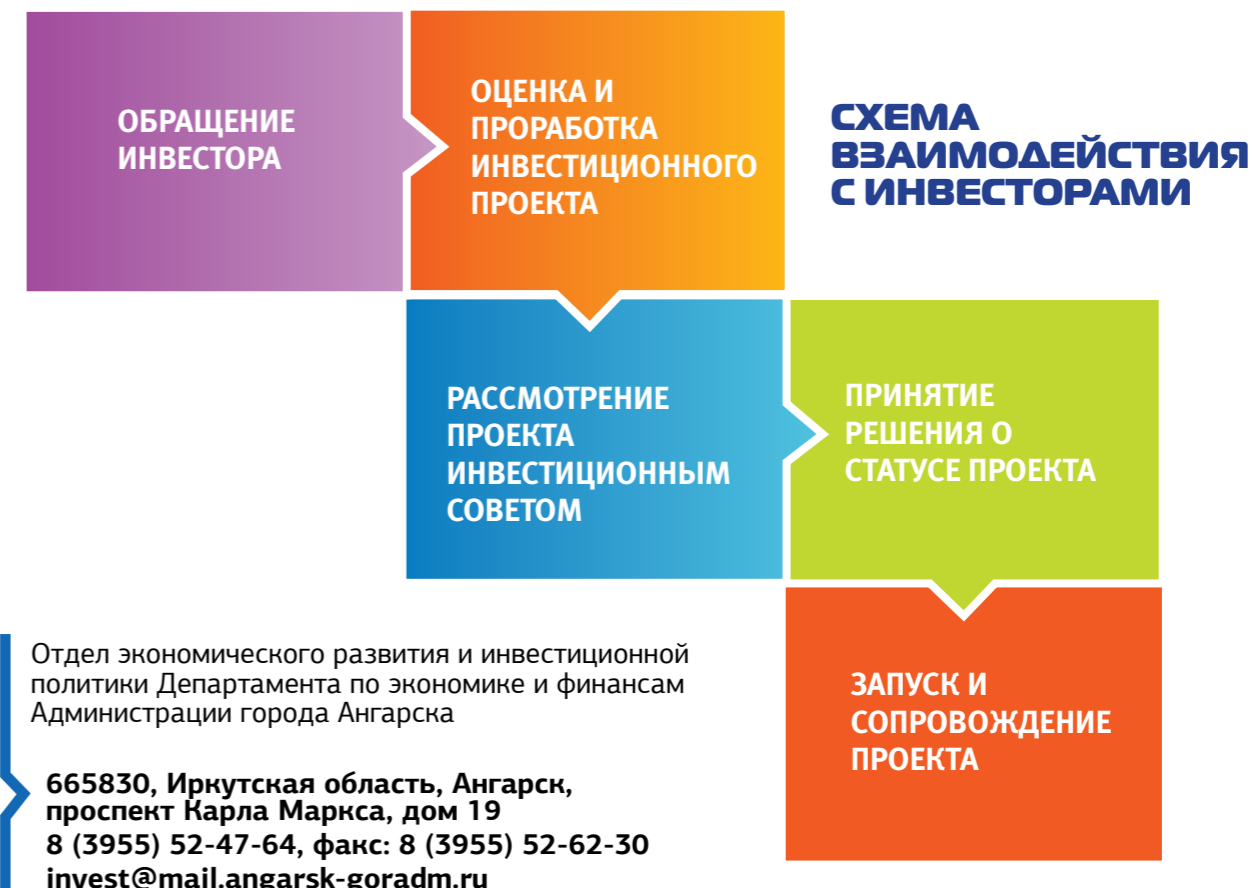 ОБРАЩЕНИЕ
ИНВЕСТОРА
ОЦЕНКА И
ПРОРАБОТКА
ИНВЕСТИЦИОННОГО
ПРОЕКТА
СХЕМА
ВЗАИМОДЕЙСТВИЯ
С ИНВЕСТОРАМИ
РАССМОТРЕНИЕ
ПРОЕКТА
ИНВЕСТИЦИОННЫМ
СОВЕТОМ
ПРИНЯТИЕ
РЕШЕНИЯ О
СТАТУСЕ ПРОЕКТА
ЗАПУСК И
СОПРОВОЖДЕНИЕ
ПРОЕКТА
Отдел экономического развития и инвестиционной
политики Департамента по экономике и финансам
Администрации города Ангарска
665830, Иркутская область, Ангарск,
проспект Карла Маркса, дом 19
8 (3955) 52-47-64, факс: 8 (3955) 52-62-30
invest@mail.angarsk-goradm.ru